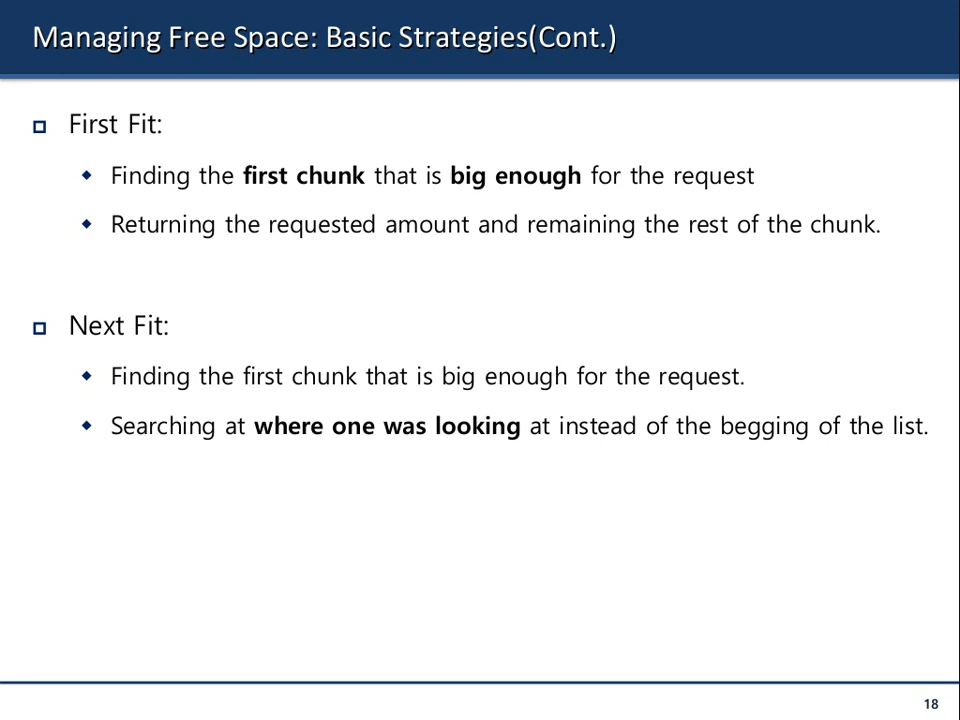 Managing Free Space: Basic Strategies(Cont.)
First Fit:
Finding the first chunk that is big enough for the request
Returning the requested amount and remaining the rest of the chunk.
Next Fit:
Finding the first chunk that is big enough for the request.
Searching at where one was looking at instead of the begging of the list.
18